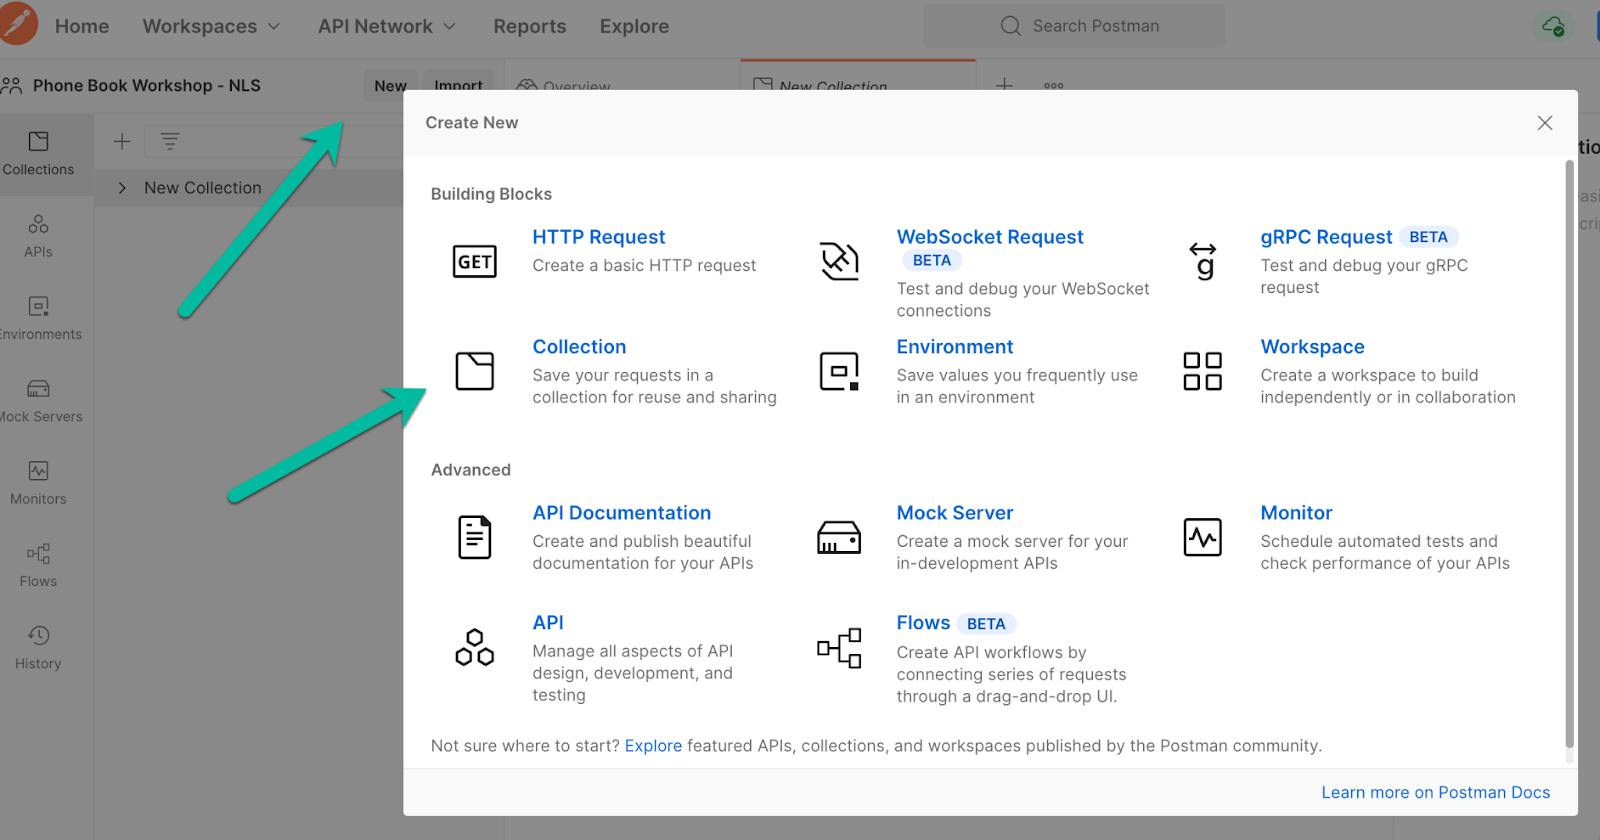 Home Workspaces API Network Reports Explore Search Postman
Phone Book Workshop - NLS New Import Overview New Collection
Create New
Collections
New Collection
APIs
Environments
Mock Servers
Monitors
Flows
History
Building Blocks
GET
HTTP Request
Create a basic HTTP request
WebSocket Request
BETA
Test and debug your WebSocket
connections
g
gRPC Request BETA
Test and debug your gRPC
request
Collection
Save your requests in a
collection for reuse and sharing
Environment
Save values you frequently use
in an environment
Workspace
Create a workspace to build
independently or in collaboration
Advanced
API Documentation
Create and publish beautiful
documentation for your APIs
Mock Server
Create a mock server for your
in-development APIs
Monitor
Schedule automated tests and
check performance of your APIs
API
Manage all aspects of API
design, development, and
testing
Flows BETA
Create API workflows by
connecting series of requests
through a drag-and-drop UI.
Not sure where to start? Explore featured APIs, collections, and workspaces published by the Postman community.
Learn more on Postman Docs